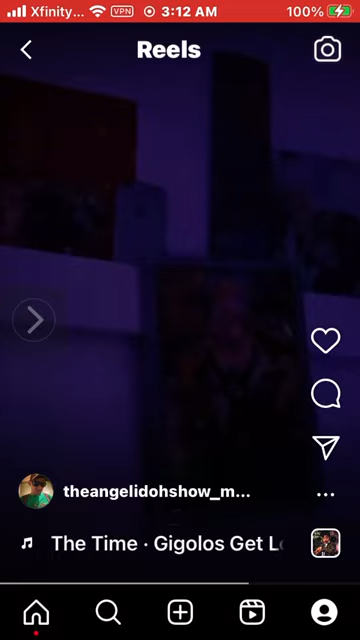 Xfinity... VPN 3:12 AM 100%
Reels
theangelidohshow_m...
The Time · Gigolos Get L